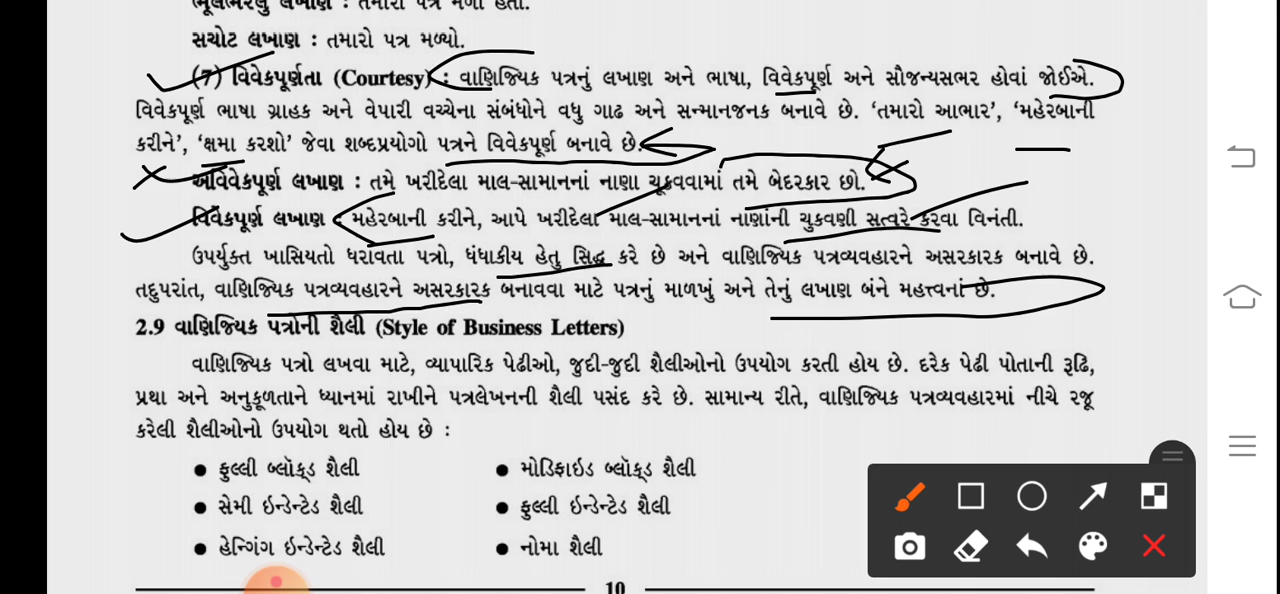 ભૂલભરેલું લખાણ : તમારો પત્ર મળી હતી.
સચોટ લખાણ : તમારો પત્ર મળ્યો.
(7) વિવેકપૂર્ણતા (Courtesy) : વાણિજ્યિક પત્રનું લખાણ અને ભાષા, વિવેકપૂર્ણ અને સૌજન્યસભર હોવાં જોઈએ.
વિવેકપૂર્ણ ભાષા ગ્રાહક અને વેપારી વચ્ચેના સંબંધોને વધુ ગાઢ અને સન્માનજનક બનાવે છે. ‘તમારો આભાર’, ‘મહેરબાની
કરીને’, ‘ક્ષમા કરશો’ જેવા શબ્દપ્રયોગો પત્રને વિવેકપૂર્ણ બનાવે છે.
અવિવેકપૂર્ણ લખાણ : તમે ખરીદેલા માલ-સામાનનાં નાણા ચૂકવવામાં તમે બેદરકાર છો.
વિવેકપૂર્ણ લખાણ : મહેરબાની કરીને, આપે ખરીદેલા માલ-સામાનનાં નાણાંની ચુકવણી સત્વરે કરવા વિનંતી.
ઉપર્યુક્ત ખાસિયતો ધરાવતા પત્રો, ધંધાકીય હેતુ સિદ્ધ કરે છે અને વાણિજ્યિક પત્રવ્યવહારને અસરકારક બનાવે છે.
તદુપરાંત, વાણિજ્યિક પત્રવ્યવહારને અસરકારક બનાવવા માટે પત્રનું માળખું અને તેનું લખાણ બંને મહત્ત્વનાં છે.
2.9 વાણિજ્યિક પત્રોની શૈલી (Style of Business Letters)
વાણિજ્યિક પત્રો લખવા માટે, વ્યાપારિક પેઢીઓ, જુદી-જુદી શૈલીઓનો ઉપયોગ કરતી હોય છે. દરેક પેઢી પોતાની રૂઢિ,
પ્રથા અને અનુકૂળતાને ધ્યાનમાં રાખીને પત્રલેખનની શૈલી પસંદ કરે છે. સામાન્ય રીતે, વાણિજ્યિક પત્રવ્યવહારમાં નીચે રજૂ
કરેલી શૈલીઓનો ઉપયોગ થતો હોય છે :
● ફુલ્લી બ્લૉક્ડ શૈલી ● મોડિફાઇડ બ્લૉક્ડ શૈલી
● સેમી ઇન્ડેન્ટેડ શૈલી ● ફુલ્લી ઇન્ડેન્ટેડ શૈલી
● હેન્ગિંગ ઇન્ડેન્ટેડ શૈલી ● નોમા શૈલી
10